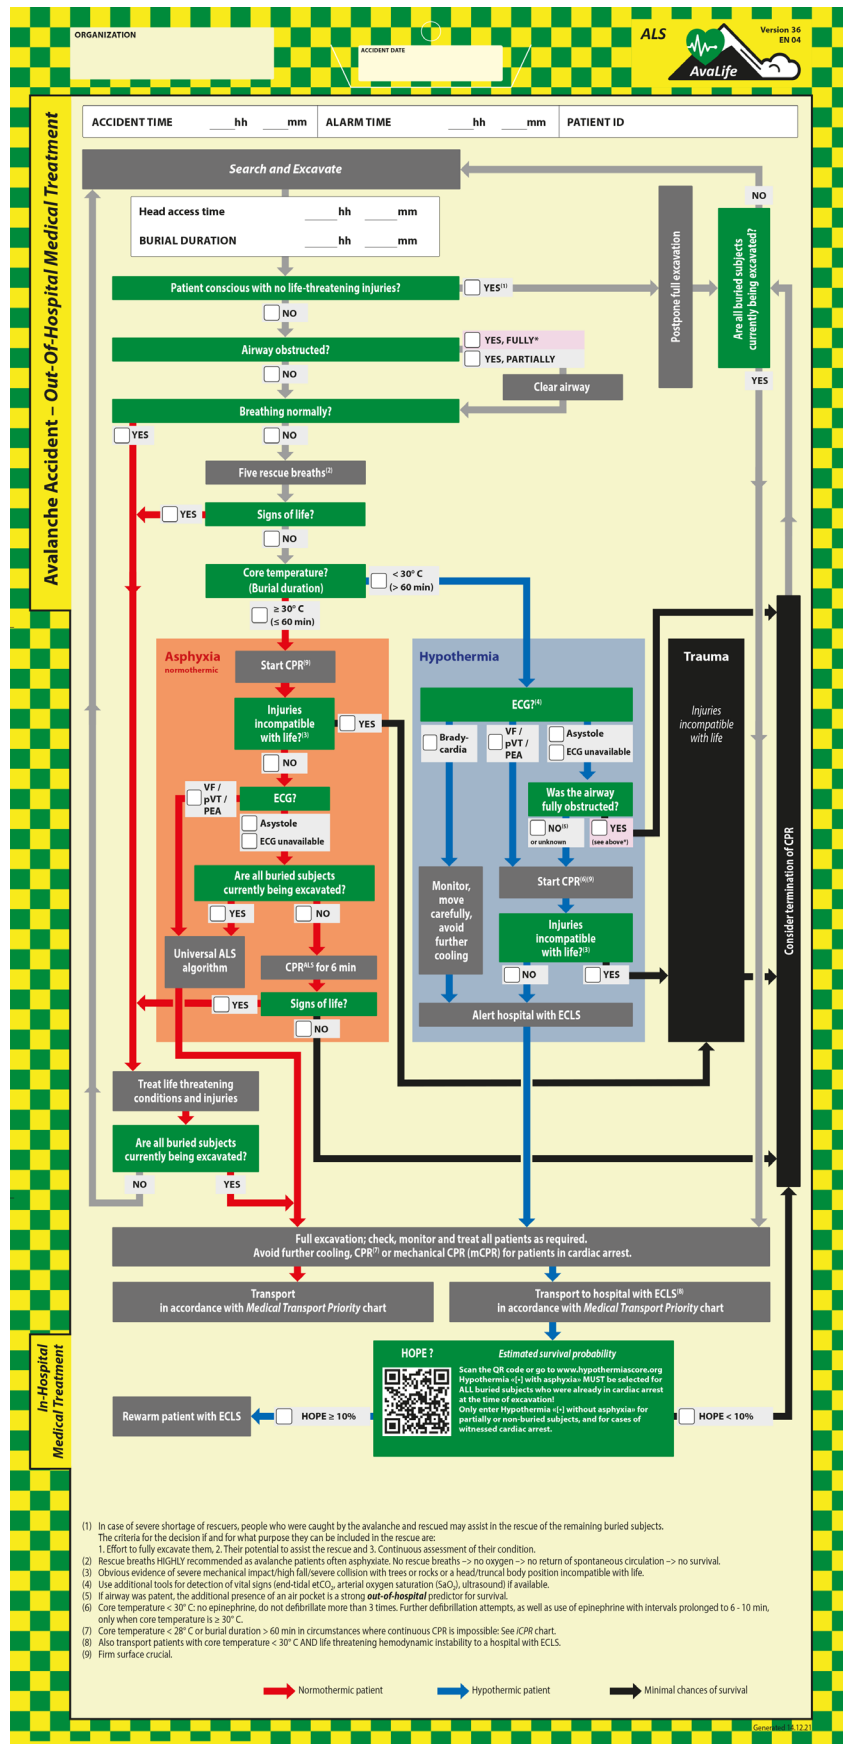 ORGANIZATION
ACCIDENT DATE
ALS
Version 36
EN 04
AvaLife
Avalanche Accident – Out-Of-Hospital Medical Treatment
ACCIDENT TIME ____hh ____mm
ALARM TIME ____hh ____mm
PATIENT ID
Search and Excavate
NO
Head access time _____hh _____mm
BURIAL DURATION _____hh _____mm
Postpone full excavation
Are all buried subjects
currently being excavated?
Patient conscious with no life-threatening injuries?
YES(1)
NO
Airway obstructed?
YES, FULLY*
YES, PARTIALLY
NO
Clear airway
YES
Breathing normally?
YES
NO
Five rescue breaths(2)
Signs of life?
YES
NO
Core temperature?
(Burial duration)
< 30° C
(> 60 min)
≥ 30° C
(≤ 60 min)
Asphyxia
normothermic
Start CPR(9)
Injuries
incompatible
with life?(3)
YES
NO
VF /
pVT /
PEA
ECG?
Asystole
ECG unavailable
Are all buried subjects
currently being excavated?
YES
NO
Universal ALS
algorithm
CPRALS for 6 min
YES
Signs of life?
NO
Hypothermia
ECG?(4)
Brady-
cardia
VF /
pVT /
PEA
Asystole
ECG unavailable
Was the airway
fully obstructed?
NO(5)
or unknown
YES
(see above*)
Monitor,
move
carefully,
avoid
further
cooling
Start CPR(6)(9)
Injuries
incompatible
with life?(3)
NO
YES
Alert hospital with ECLS
Trauma
Injuries
incompatible
with life
Consider termination of CPR
Treat life threatening
conditions and injuries
Are all buried subjects
currently being excavated?
NO
YES
Full excavation; check, monitor and treat all patients as required.
Avoid further cooling, CPR(7) or mechanical CPR (mCPR) for patients in cardiac arrest.
Transport
in accordance with Medical Transport Priority chart
Transport to hospital with ECLS(8)
in accordance with Medical Transport Priority chart
In-Hospital
Medical Treatment
HOPE ?
Estimated survival probability
Scan the QR code or go to www.hypothermiascore.org
Hypothermia «[•] with asphyxia» MUST be selected for
ALL buried subjects who were already in cardiac arrest
at the time of excavation!
Only enter Hypothermia «[•] without asphyxia» for
partially or non-buried subjects, and for cases of
witnessed cardiac arrest.
Rewarm patient with ECLS
HOPE ≥ 10%
HOPE < 10%
(1) In case of severe shortage of rescuers, people who were caught by the avalanche and rescued may assist in the rescue of the remaining buried subjects.
The criteria for the decision if and for what purpose they can be included in the rescue are:
1. Effort to fully excavate them, 2. Their potential to assist the rescue and 3. Continuous assessment of their condition.
(2) Rescue breaths HIGHLY recommended as avalanche patients often asphyxiate. No rescue breaths –> no oxygen –> no return of spontaneous circulation –> no survival.
(3) Obvious evidence of severe mechanical impact/high fall/severe collision with trees or rocks or a head/truncal body position incompatible with life.
(4) Use additional tools for detection of vital signs (end-tidal etCO2, arterial oxygen saturation (SaO2), ultrasound) if available.
(5) If airway was patent, the additional presence of an air pocket is a strong out-of-hospital predictor for survival.
(6) Core temperature < 30° C: no epinephrine, do not defibrillate more than 3 times. Further defibrillation attempts, as well as use of epinephrine with intervals prolonged to 6 - 10 min,
only when core temperature is ≥ 30° C.
(7) Core temperature < 28° C or burial duration > 60 min in circumstances where continuous CPR is impossible: See iCPR chart.
(8) Also transport patients with core temperature < 30° C AND life threatening hemodynamic instability to a hospital with ECLS.
(9) Firm surface crucial.
Normothermic patient
Hypothermic patient
Minimal chances of survival
Generated 14.12.21